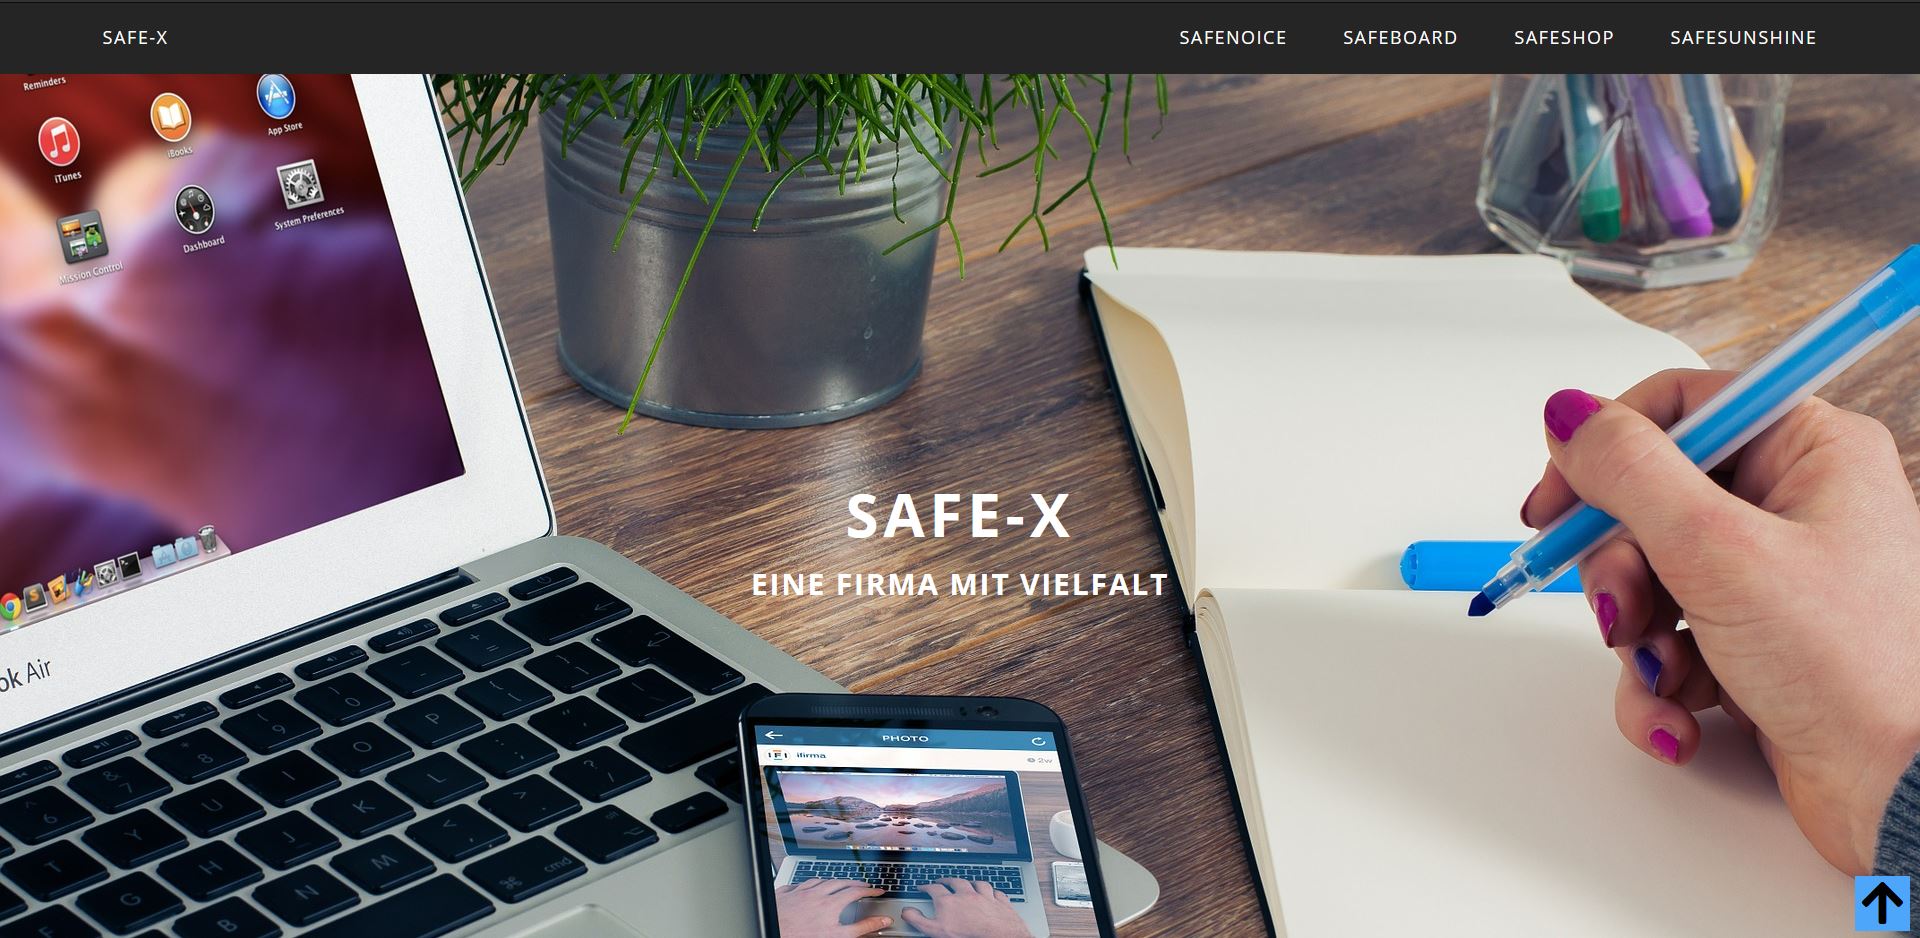 SAFE-X SAFENOICE SAFEBOARD SAFESHOP SAFESUNSHINE
Reminders
iTunes
iBooks
App Store
Mission Control
Dashboard
System Preferences
SAFE-X
EINE FIRMA MIT VIELFALT
ok Air
PHOTO
ifirma
2w
cmd